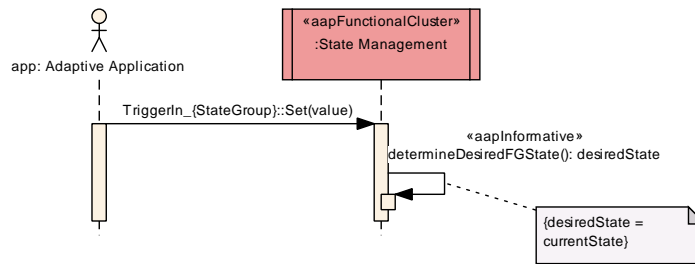 «aapFunctionalCluster»
:State Management
app: Adaptive Application
TriggerIn_{StateGroup}::Set(value)
«aapInformative»
determineDesiredFGState(): desiredState
{desiredState =
currentState}